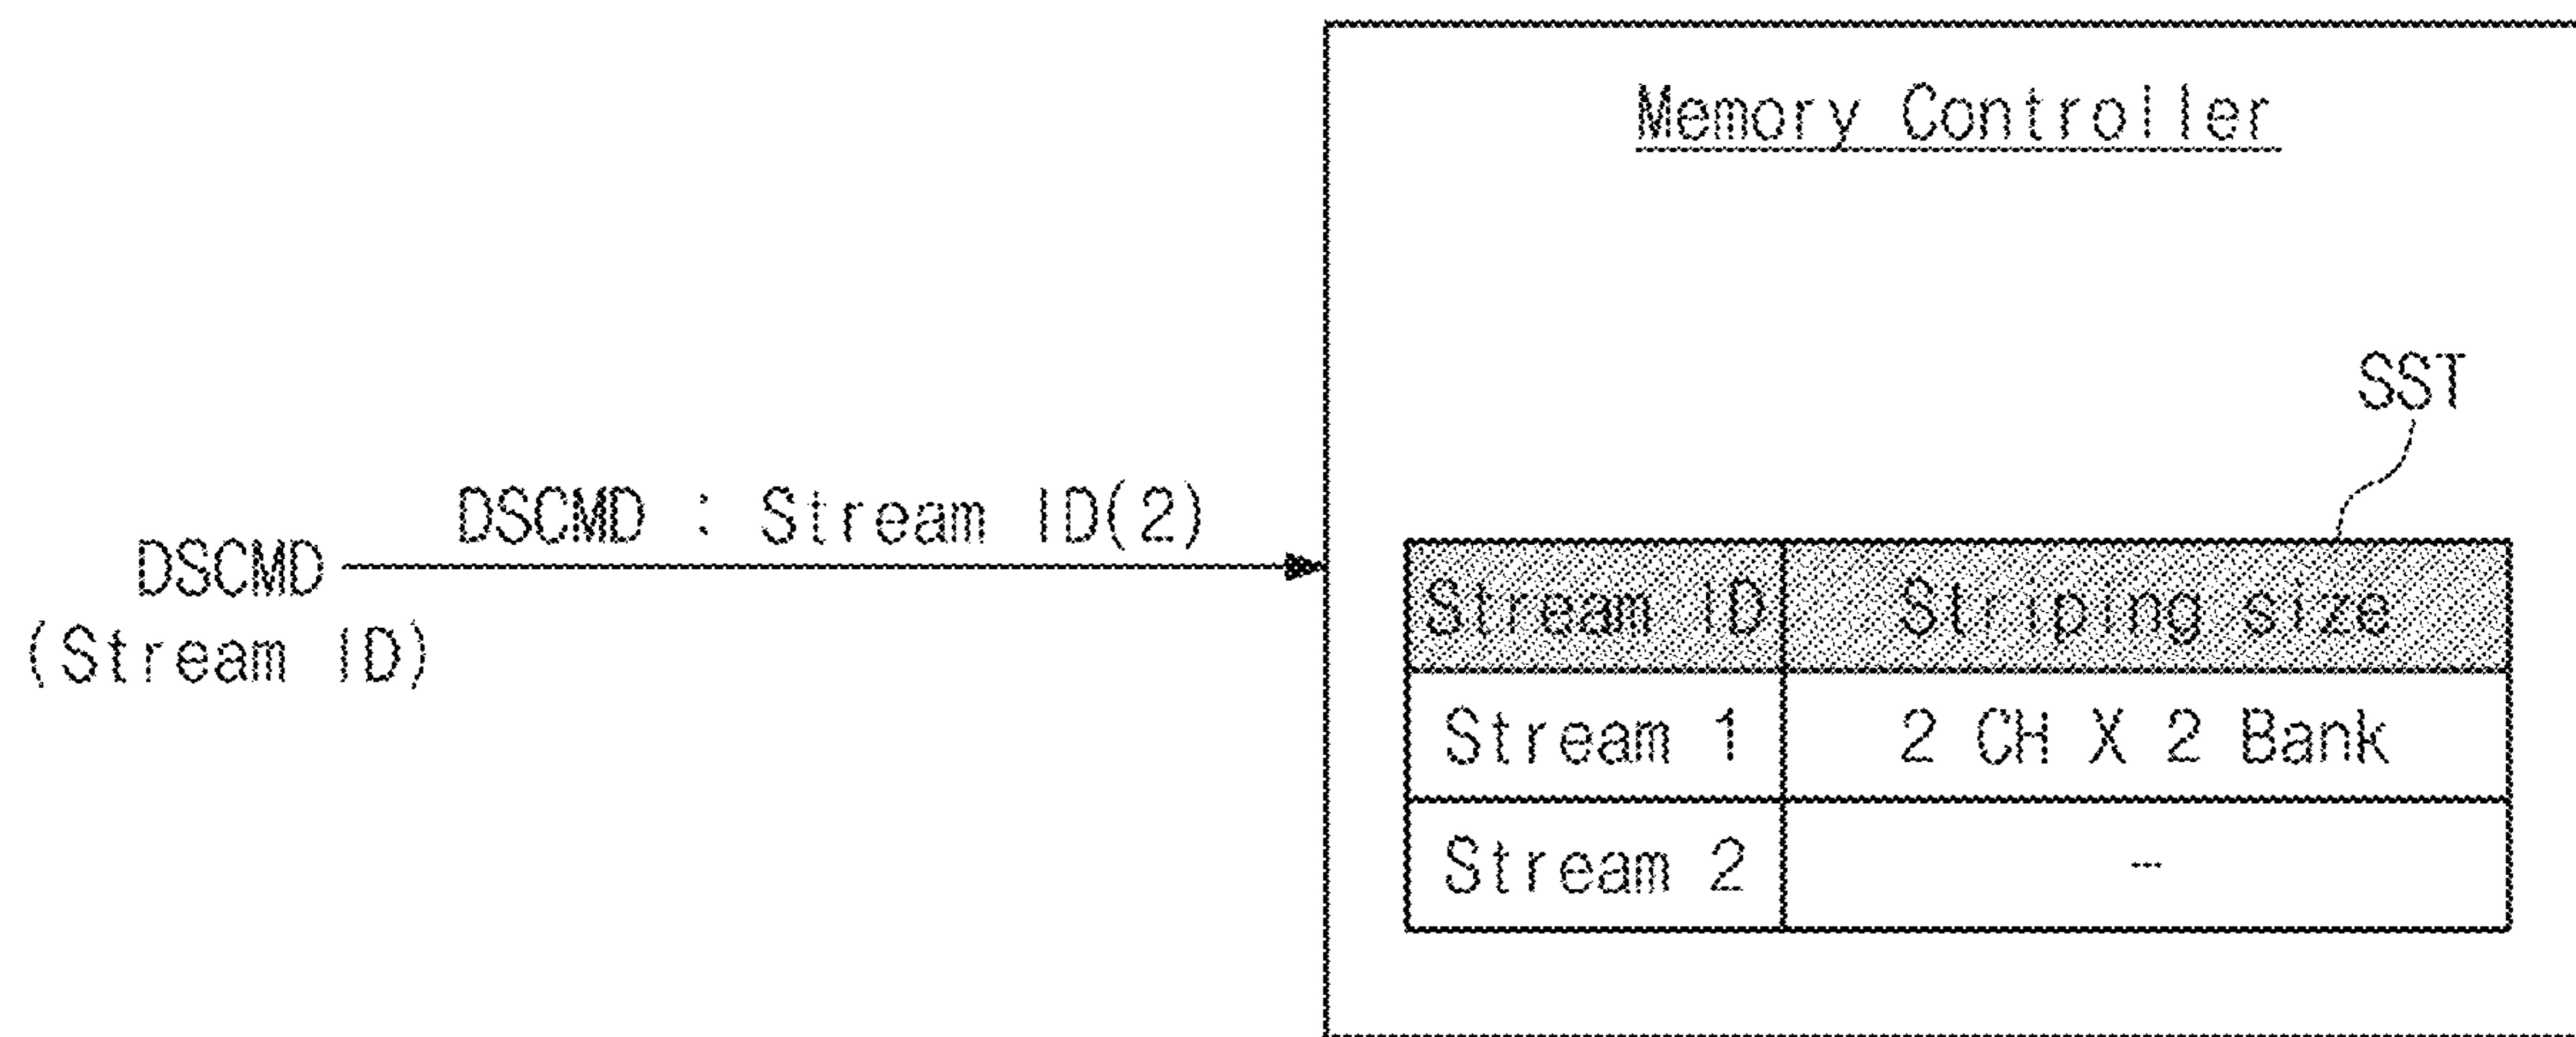 Memory Controller
SST
DSCMD : Stream ID(2)
DSCMD
(Stream ID)
Stream ID Striping size
Stream 1 2 CH X 2 Bank
Stream 2 -